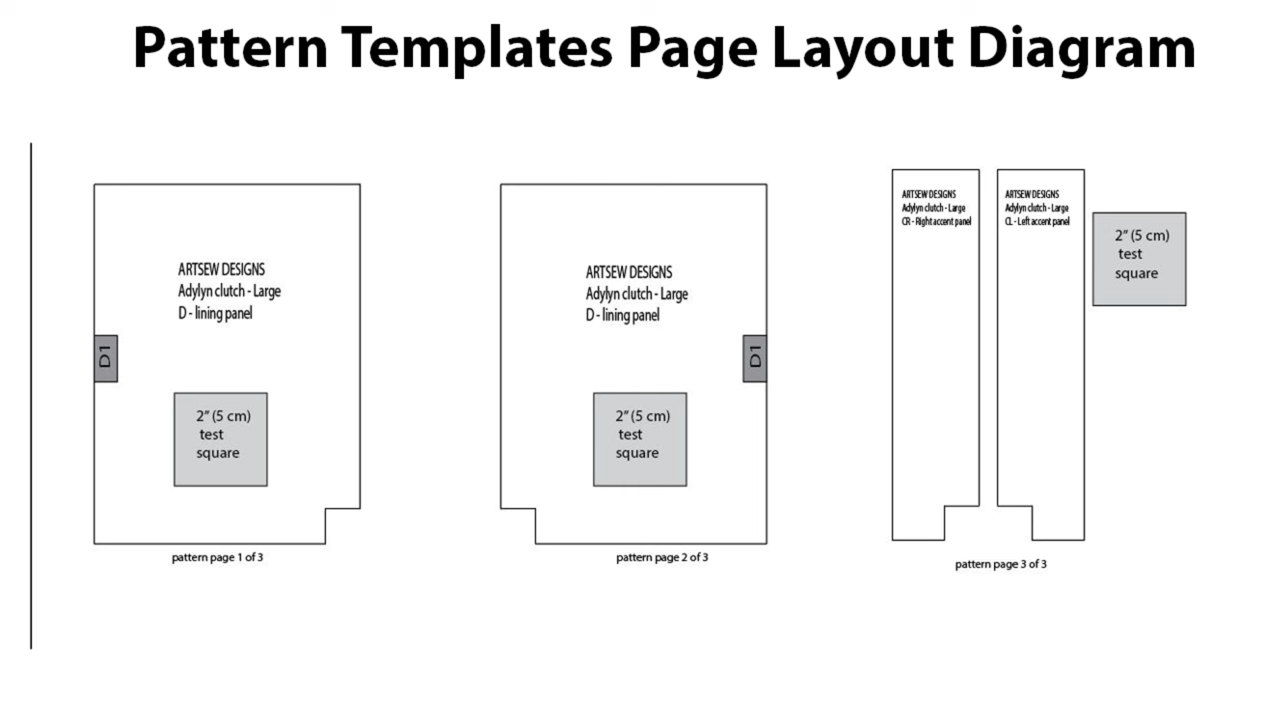 Pattern Templates Page Layout Diagram
ARTSEW DESIGNS
Adylyn clutch - Large
D - lining panel
D1
2" (5 cm)
test
square
pattern page 1 of 3
ARTSEW DESIGNS
Adylyn clutch - Large
D - lining panel
D1
2" (5 cm)
test
square
pattern page 2 of 3
ARTSEW DESIGNS
Adylyn clutch - Large
CR - Right accent panel
ARTSEW DESIGNS
Adylyn clutch - Large
CL - Left accent panel
2" (5 cm)
test
square
pattern page 3 of 3